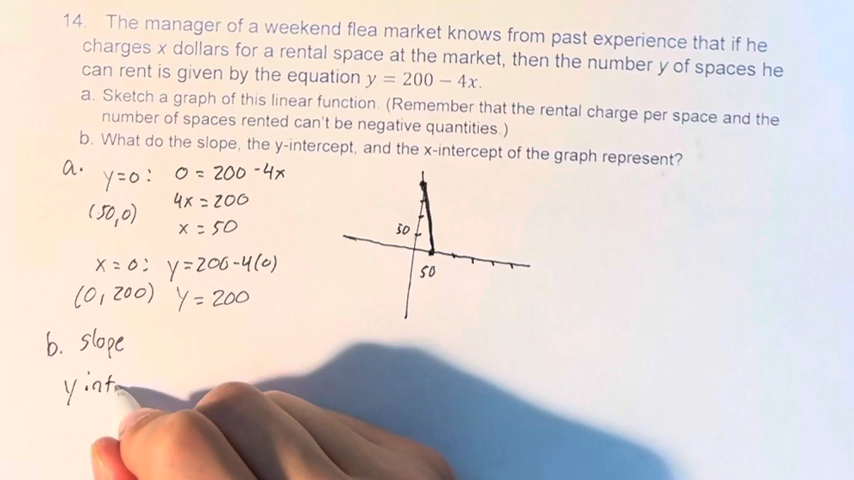 14. The manager of a weekend flea market knows from past experience that if he
charges x dollars for a rental space at the market, then the number y of spaces he
can rent is given by the equation y = 200 – 4x.
a. Sketch a graph of this linear function. (Remember that the rental charge per space and the
number of spaces rented can't be negative quantities.)
b. What do the slope, the y-intercept, and the x-intercept of the graph represent?
a. y=0: 0 = 200 -4x
(50,0) 4x = 200
x = 50
x = 0: y = 200-4(0)
(0, 200) y = 200
50
50
b. slope
y int